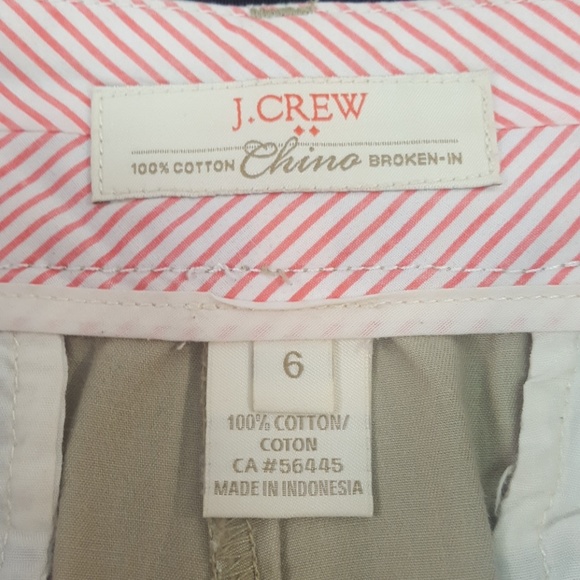 J.CREW
100% COTTON Chino BROKEN-IN
6
100% COTTON/
COTON
CA #56445
MADE IN INDONESIA